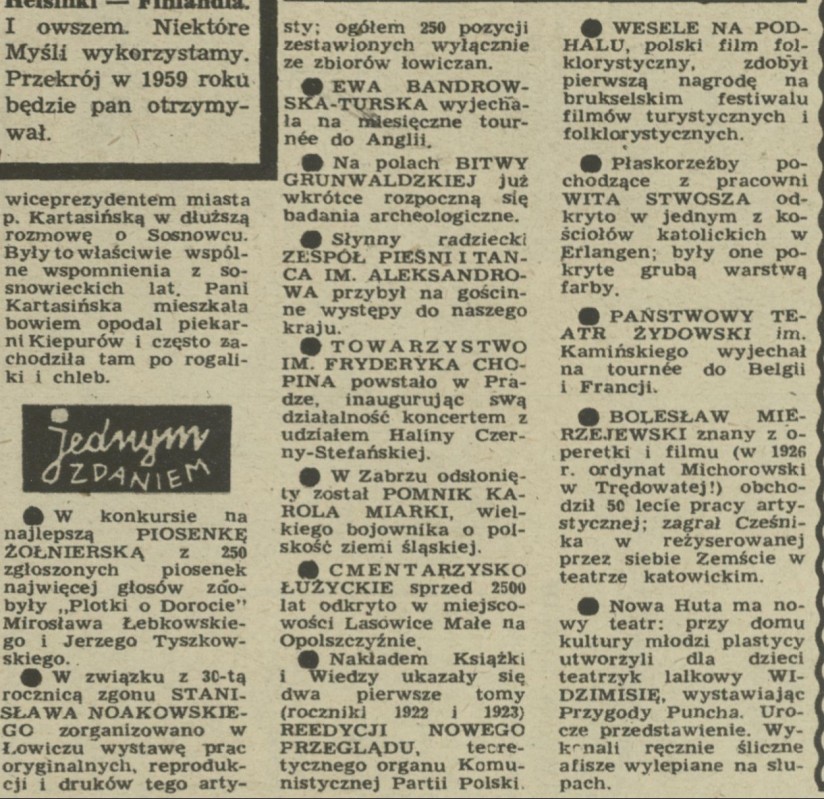 Helsinki — Finlandia.
I owszem. Niektóre
Myśli wykorzystamy.
Przekrój w 1959 roku
będzie pan otrzymy-
wał.
wiceprezydentem miasta
p. Kartasińską w dłuższą
rozmowę o Sosnowcu.
Były to właściwie wspól-
ne wspomnienia z so-
snowieckich lat. Pani
Kartasińska mieszkała
bowiem opodal piekar-
ni Kiepurów i często za-
chodziła tam po rogali-
ki i chleb.
jednym
ZDANIEM
● W konkursie na
najlepszą PIOSENKĘ
ŻOŁNIERSKĄ z 250
zgłoszonych piosenek
najwięcej głosów zdo-
były „Plotki o Dorocie”
Mirosława Łebkowskie-
go i Jerzego Tyszkow-
skiego.
● W związku z 30-tą
rocznicą zgonu STANI-
SŁAWA NOAKOWSKIE-
GO zorganizowano w
Łowiczu wystawę prac
oryginalnych, reproduk-
cji i druków tego arty-
sty; ogółem 250 pozycji
zestawionych wyłącznie
ze zbiorów łowiczan.
● EWA BANDROW-
SKA-TURSKA wyjecha-
ła na miesięczne tour-
née do Anglii.
● Na polach BITWY
GRUNWALDZKIEJ już
wkrótce rozpoczną się
badania archeologiczne.
● Słynny radziecki
ZESPÓŁ PIEŚNI I TAŃ-
CA IM. ALEKSANDRO-
WA przybył na gościn-
ne występy do naszego
kraju.
● TOWARZYSTWO
IM. FRYDERYKA CHO-
PINA powstało w Pra-
dze, inaugurując swą
działalność koncertem z
udziałem Haliny Czer-
ny-Stefańskiej.
● W Zabrzu odsłonię-
ty został POMNIK KA-
ROLA MIARKI, wiel-
kiego bojownika o pol-
skość ziemi śląskiej.
● CMENTARZYSKO
ŁUŻYCKIE sprzed 2500
lat odkryto w miejsco-
wości Lasowice Małe na
Opolszczyźnie.
● Nakładem Książki
i Wiedzy ukazały się
dwa pierwsze tomy
(roczniki 1922 i 1923)
REEDYCJI NOWEGO
PRZEGLĄDU, teore-
tycznego organu Komu-
nistycznej Partii Polski.
● WESELE NA POD-
HALU, polski film fol-
klorystyczny, zdobył
pierwszą nagrodę na
brukselskim festiwalu
filmów turystycznych i
folklorystycznych.
● Płaskorzeźby po-
chodzące z pracowni
WITA STWOSZA od-
kryto w jednym z ko-
ściołów katolickich w
Erlangen; były one po-
kryte grubą warstwą
farby.
● PAŃSTWOWY TE-
ATR ŻYDOWSKI im.
Kamińskiego wyjechał
na tournée do Belgii
i Francji.
● BOLESŁAW MIE-
RZEJEWSKI znany z o-
peretki i filmu (w 1926
r. ordynat Michorowski
w Trędowatej!) obcho-
dził 50 lecie pracy arty-
stycznej; zagrał Cześni-
ka w reżyserowanej
przez siebie Zemście w
teatrze katowickim.
● Nowa Huta ma no-
wy teatr: przy domu
kultury młodzi plastycy
utworzyli dla dzieci
teatrzyk lalkowy WI-
DZIMISIĘ, wystawiając
Przygody Puncha. Uro-
cze przedstawienie. Wy-
konali ręcznie śliczne
afisze wylepiane na słu-
pach.